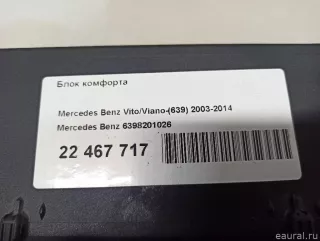 Блок комфорта
Mercedes Benz Vito/Viano-(639) 2003-2014
Mercedes Benz 6398201026
22 467 717
eaural.ru